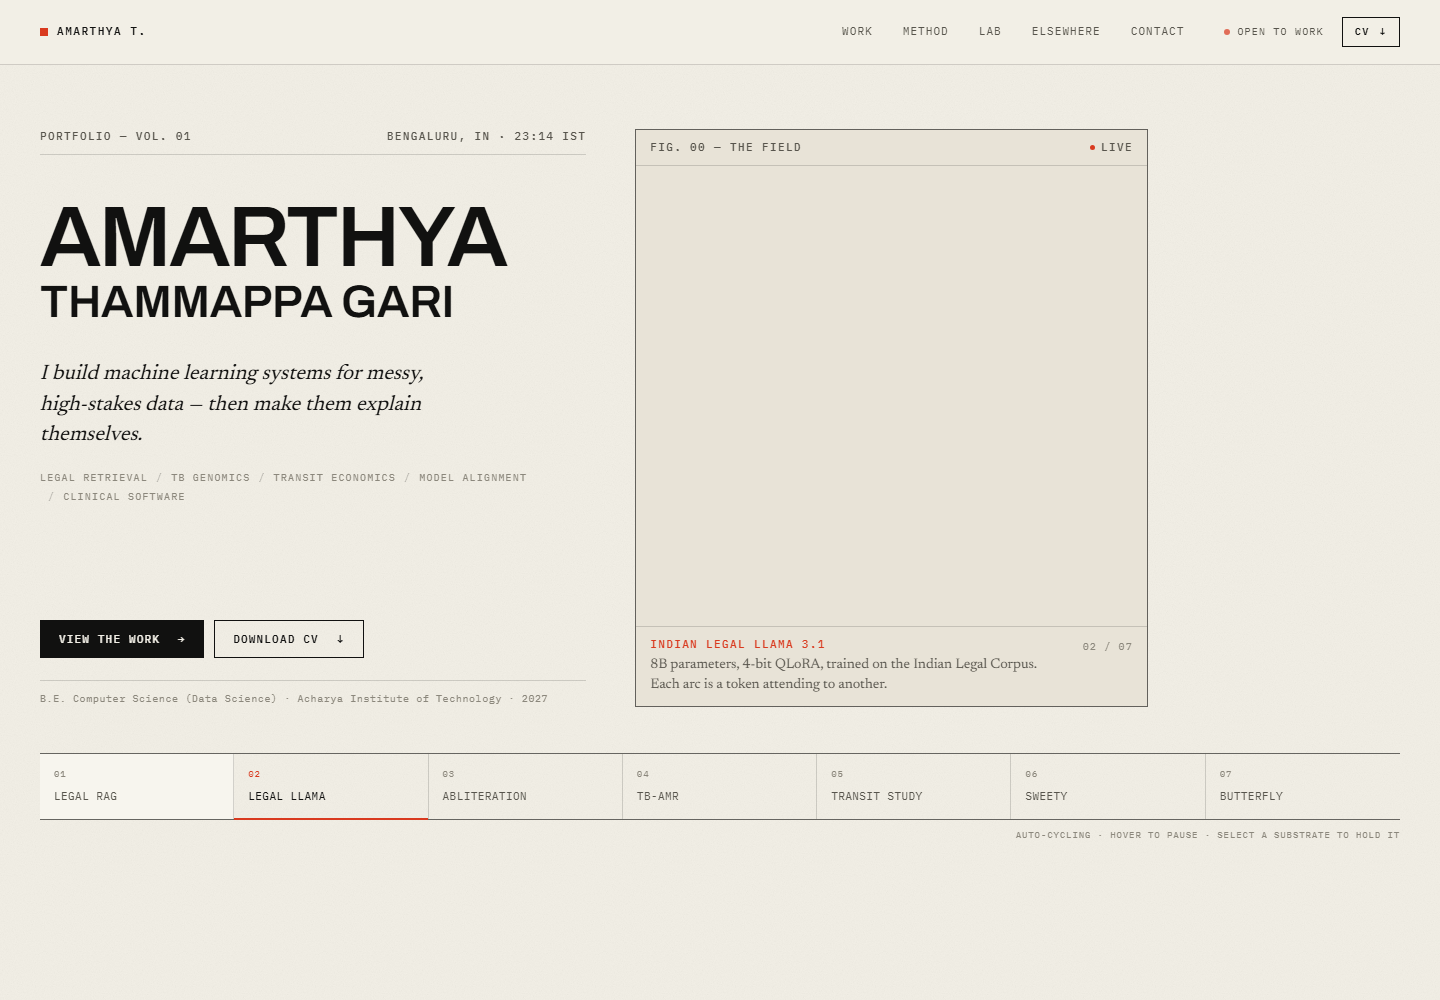 AMARTHYA T.
WORK METHOD LAB ELSEWHERE CONTACT OPEN TO WORK CV ↓
PORTFOLIO — VOL. 01 BENGALURU, IN · 23:14 IST
AMARTHYA
THAMMAPPA GARI
I build machine learning systems for messy,
high-stakes data — then make them explain
themselves.
LEGAL RETRIEVAL / TB GENOMICS / TRANSIT ECONOMICS / MODEL ALIGNMENT
/ CLINICAL SOFTWARE
VIEW THE WORK → DOWNLOAD CV ↓
B.E. Computer Science (Data Science) · Acharya Institute of Technology · 2027
FIG. 00 — THE FIELD LIVE
INDIAN LEGAL LLAMA 3.1 02 / 07
8B parameters, 4-bit QLoRA, trained on the Indian Legal Corpus.
Each arc is a token attending to another.
01
LEGAL RAG
02
LEGAL LLAMA
03
ABLITERATION
04
TB-AMR
05
TRANSIT STUDY
06
SWEETY
07
BUTTERFLY
AUTO-CYCLING · HOVER TO PAUSE · SELECT A SUBSTRATE TO HOLD IT